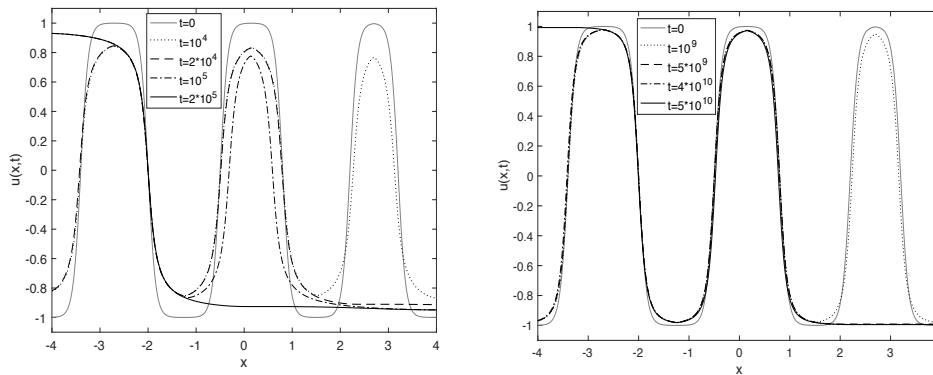 1
0.8
0.6
0.4
0.2
0
-0.2
-0.4
-0.6
-0.8
-1
u(x,t)
-4 -3 -2 -1 0 1 2 3 4
x
t=0
t=10^4
t=2*10^4
t=10^5
t=2*10^5
1
0.8
0.6
0.4
0.2
0
-0.2
-0.4
-0.6
-0.8
-1
u(x,t)
-4 -3 -2 -1 0 1 2 3 4
x
t=0
t=10^9
t=5*10^9
t=4*10^10
t=5*10^10